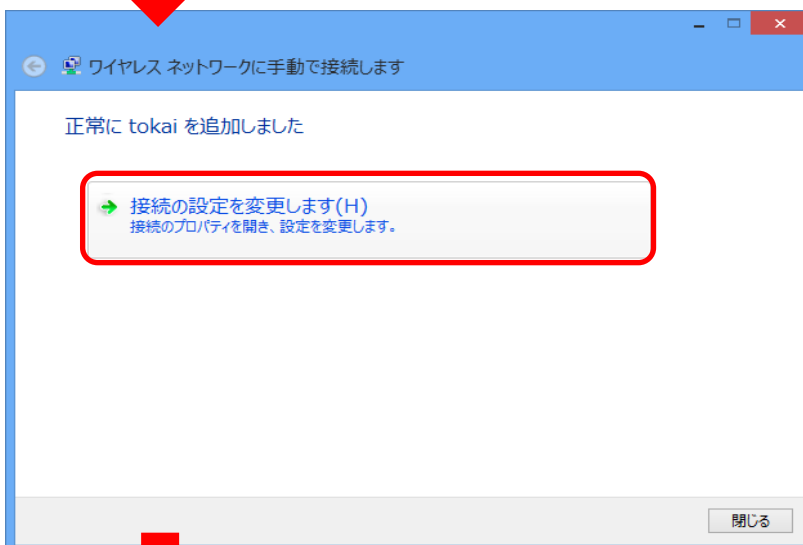 ワイヤレス ネットワークに手動で接続します
正常に tokai を追加しました
接続の設定を変更します(H)
接続のプロパティを開き、設定を変更します。
閉じる